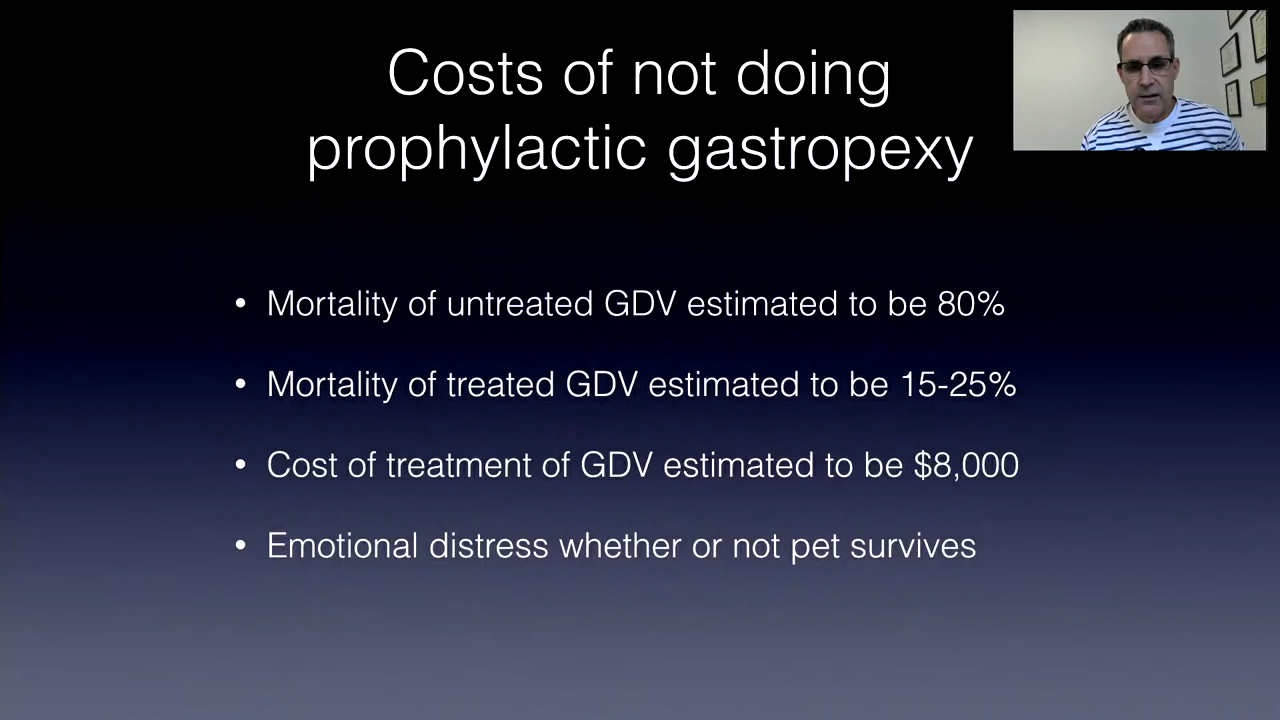 Costs of not doing
prophylactic gastropexy
• Mortality of untreated GDV estimated to be 80%
• Mortality of treated GDV estimated to be 15-25%
• Cost of treatment of GDV estimated to be $8,000
• Emotional distress whether or not pet survives